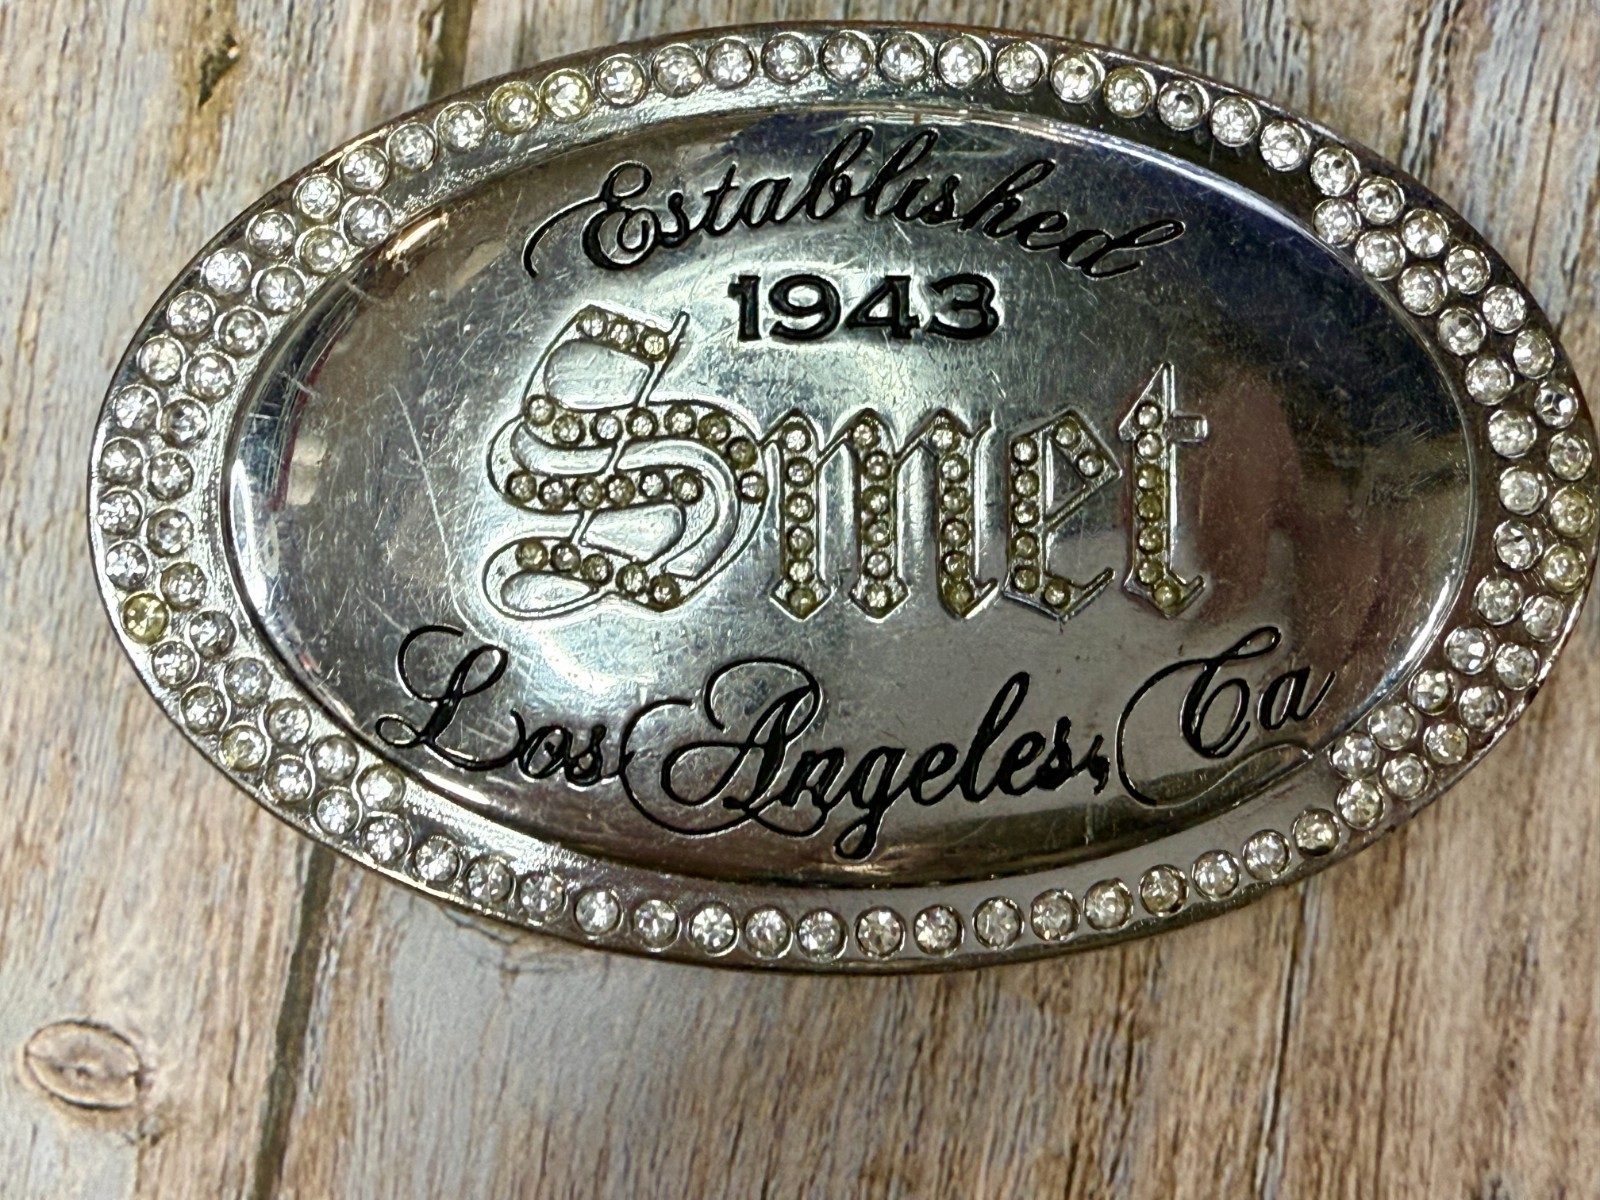 Established
1943
Smet
Los Angeles, Ca